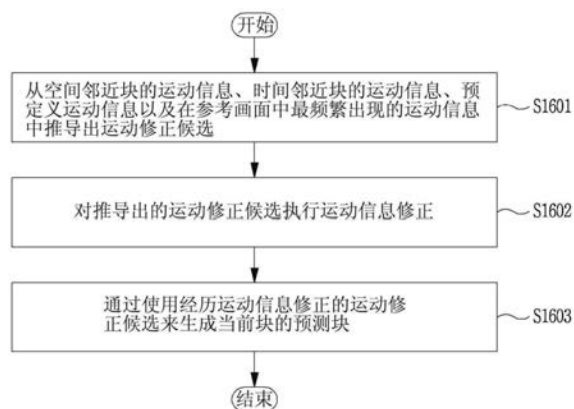 开始
从空间邻近块的运动信息、时间邻近块的运动信息、预
定义运动信息以及在参考画面中最频繁出现的运动信息
中推导出运动修正候选
S1601
对推导出的运动修正候选执行运动信息修正
S1602
通过使用经历运动信息修正的运动修
正候选来生成当前块的预测块
S1603
结束